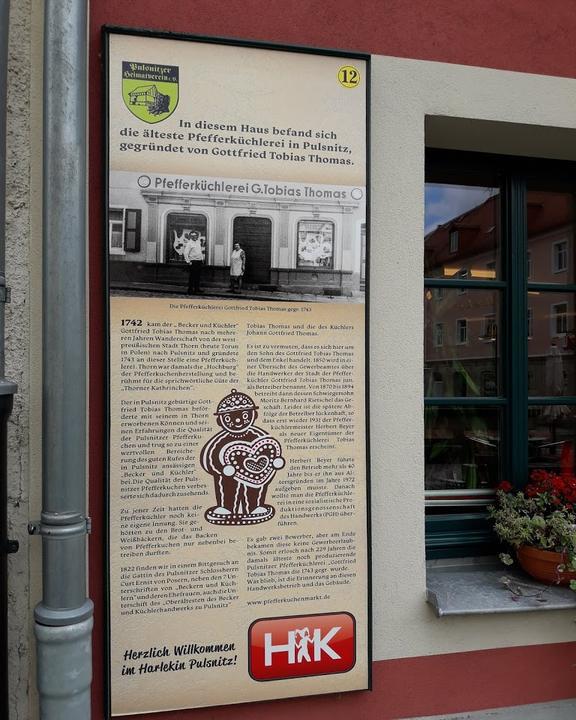 Pulsnitzer
Heimatverein e.V.
12
In diesem Haus befand sich
die älteste Pfefferküchlerei in Pulsnitz,
gegründet von Gottfried Tobias Thomas.
Pfefferküchlerei G.Tobias Thomas
Die Pfefferküchlerei Gottfried Tobias Thomas gegr. 1743
1742 kam der „Becker und Küchler"
Gottfried Tobias Thomas nach mehre-
ren Jahren Wanderschaft von der west-
preussischen Stadt Thorn (heute Torun
in Polen) nach Pulsnitz und gründete
1743 an dieser Stelle eine Pfefferküch-
lerei. Thorn war damals die „Hochburg"
der Pfefferkuchenherstellung und be-
rühmt für die sprichwörtliche Güte der
„Thorner Kathrinchen".
Der in Pulsnitz gebürtige Gott-
fried Tobias Thomas beför-
derte mit seinem in Thorn
erworbenen Können und sei-
nen Erfahrungen die Qualität
der Pulsnitzer Pfefferku-
chen und trug so zu einer
wertvollen Bereiche-
rung des guten Rufes der
in Pulsnitz ansässigen
„Becker und Küchler"
bei. Die Qualität der Puls-
nitzer Pfefferkuchen verbes-
serte sich dadurch zusehends.
Zu jener Zeit hatten die
Pfefferküchler noch kei-
ne eigene Innung. Sie ge-
hörten zu den Brot- und
Weißbäckern, die das Backen
von Pfefferkuchen nur nebenbei be-
treiben durften.
1822 finden wir in einem Bittgesuch an
die Gattin des Pulsnitzer Schlossherrn
Curt Ernst von Posern, neben den 7 Un-
terschriften von „Beckern und Küch-
lern" und deren Ehefrauen, auch die Un-
terschrift des „Oberältesten des Becker
und Küchlerhandwerks zu Pulsnitz"
Tobias Thomas und die des Küchlers
Johann Gottfried Thomas.
Es ist zu vermuten, dass es sich hier um
den Sohn des Gottfried Tobias Thomas
und dem Enkel handelt. 1850 wird in ei-
ner Übersicht des Gewerbeamtes über
die Handwerker der Stadt der Pfeffer-
küchler Gottfried Tobias Thomas jun.
als Betreiber benannt. Von 1870 bis 1894
betreibt dann dessen Schwiegersohn
Moritz Bernhard Rietschel das Ge-
schäft. Leider ist die spätere Ab-
folge der Betreiber lückenhaft, so
dass erst wieder 1931 der Pfeffer-
küchlermeister Herbert Beyer
als neuer Eigentümer der
Pfefferküchlerei Tobias
Thomas erscheint.
Herbert Beyer führte
den Betrieb mehr als 40
Jahre bis er ihn aus Al-
tersgründen im Jahre 1972
aufgeben musste. Danach
wollte man die Pfefferküchle-
rei in eine sozialistische Pro-
duktionsgenossenschaft
des Handwerks (PGH) über-
führen.
Es gab zwei Bewerber, aber am Ende
bekamen diese keine Gewerbeerlaub-
nis. Somit erlosch nach 229 Jahren die
damals älteste noch produzierende
Pulsnitzer Pfefferküchlerei „Gottfried
Tobias Thomas die 1743 gegr. wurde.
Was blieb, ist die Erinnerung an diesen
Handwerksbetrieb und das Gebäude.
www.pfefferkuchenmarkt.de
Herzlich Willkommen
im Harlekin Pulsnitz!
HK